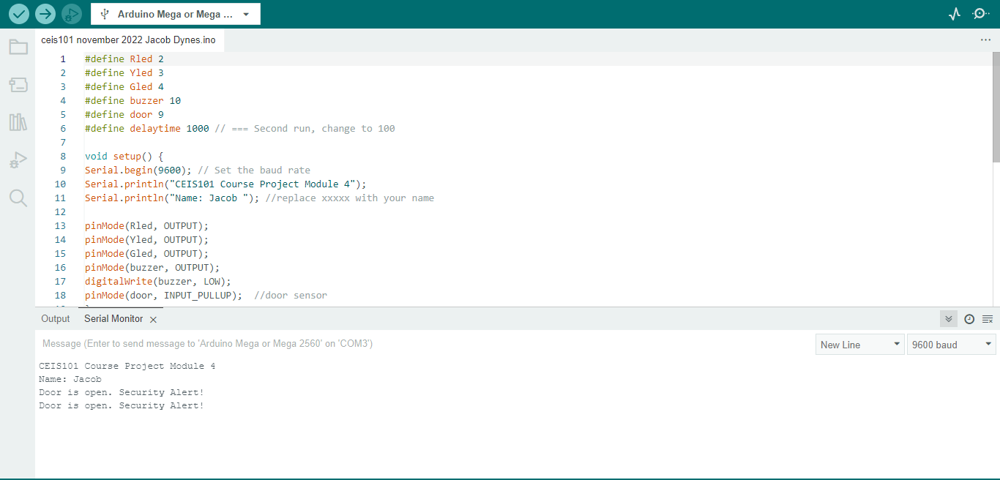 Arduino Mega or Mega ...
ceis101 november 2022 Jacob Dynes.ino
1 #define Rled 2
2 #define Yled 3
3 #define Gled 4
4 #define buzzer 10
5 #define door 9
6 #define delaytime 1000 // === Second run, change to 100
7
8 void setup() {
9 Serial.begin(9600); // Set the baud rate
10 Serial.println("CEIS101 Course Project Module 4");
11 Serial.println("Name: Jacob "); //replace xxxxx with your name
12
13 pinMode(Rled, OUTPUT);
14 pinMode(Yled, OUTPUT);
15 pinMode(Gled, OUTPUT);
16 pinMode(buzzer, OUTPUT);
17 digitalWrite(buzzer, LOW);
18 pinMode(door, INPUT_PULLUP);  //door sensor
Output Serial Monitor
Message (Enter to send message to 'Arduino Mega or Mega 2560' on 'COM3')
New Line 9600 baud
CEIS101 Course Project Module 4
Name: Jacob
Door is open. Security Alert!
Door is open. Security Alert!